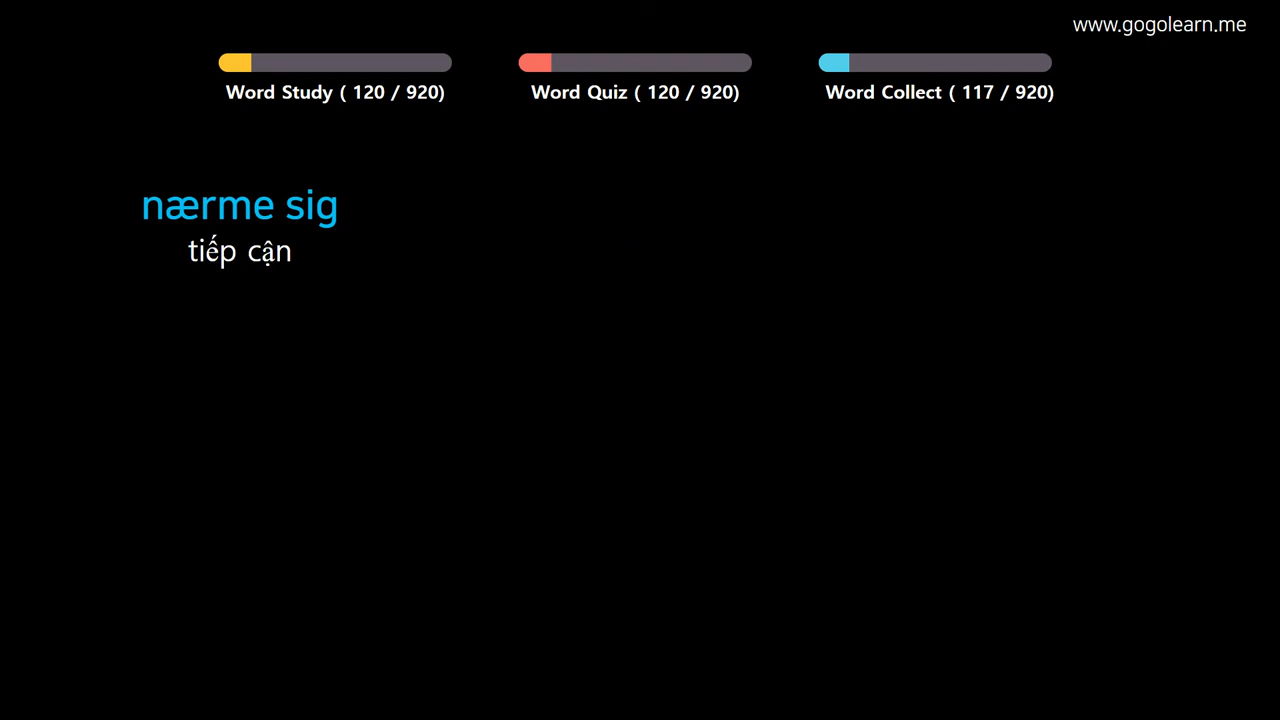 www.gogolearn.me
Word Study ( 120 / 920)
Word Quiz ( 120 / 920)
Word Collect ( 117 / 920)
nærme sig
tiếp cận